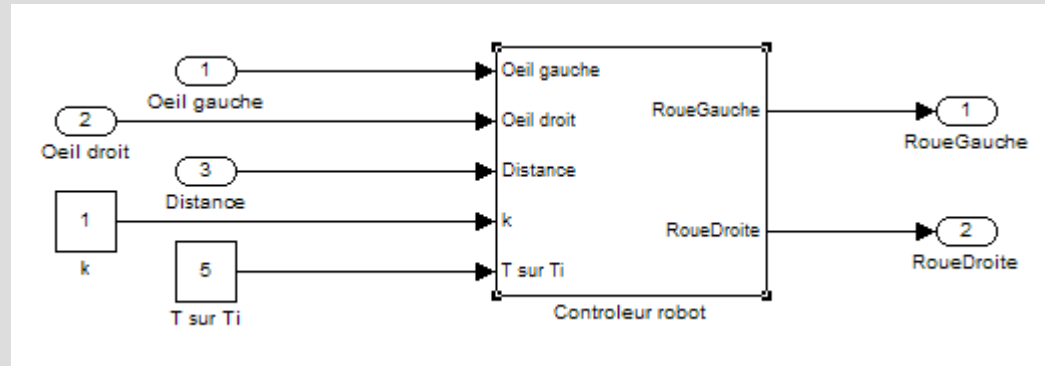 1
Oeil gauche
2
Oeil droit
3
Distance
1
k
5
T sur Ti
Oeil gauche
Oeil droit
Distance
k
T sur Ti
RoueGauche
RoueDroite
Controleur robot
1
RoueGauche
2
RoueDroite